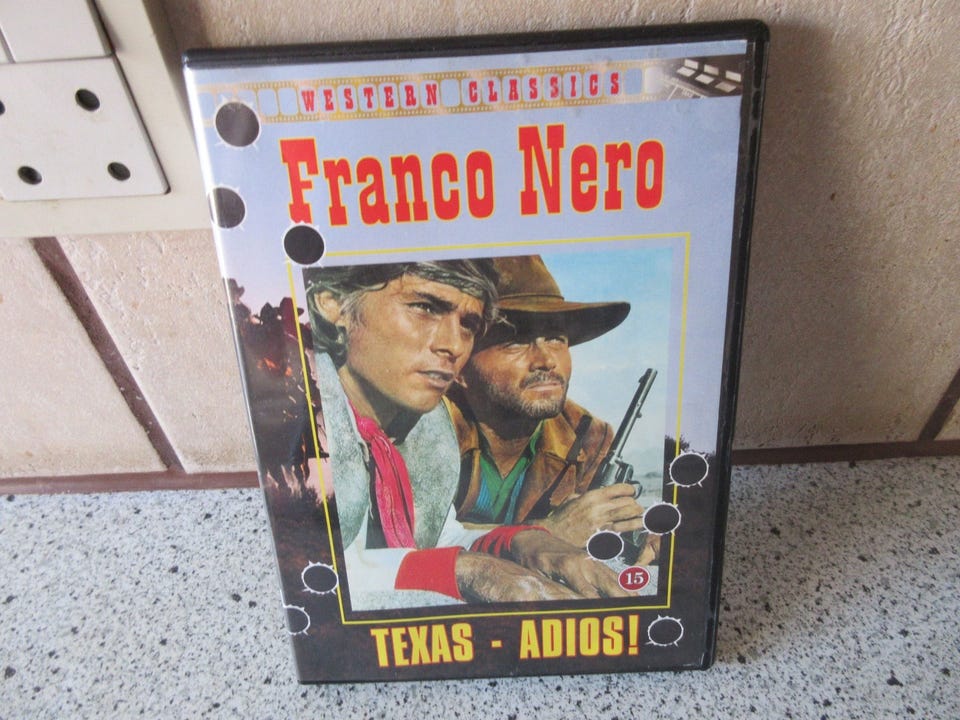 WESTERN CLASSICS
Franco Nero
15
TEXAS - ADIOS!